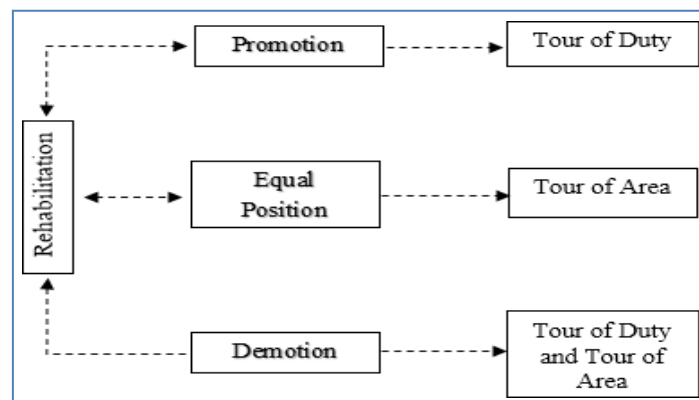 Promotion
Tour of Duty
Rehabilitation
Equal
Position
Tour of Area
Demotion
Tour of Duty
and Tour of
Area